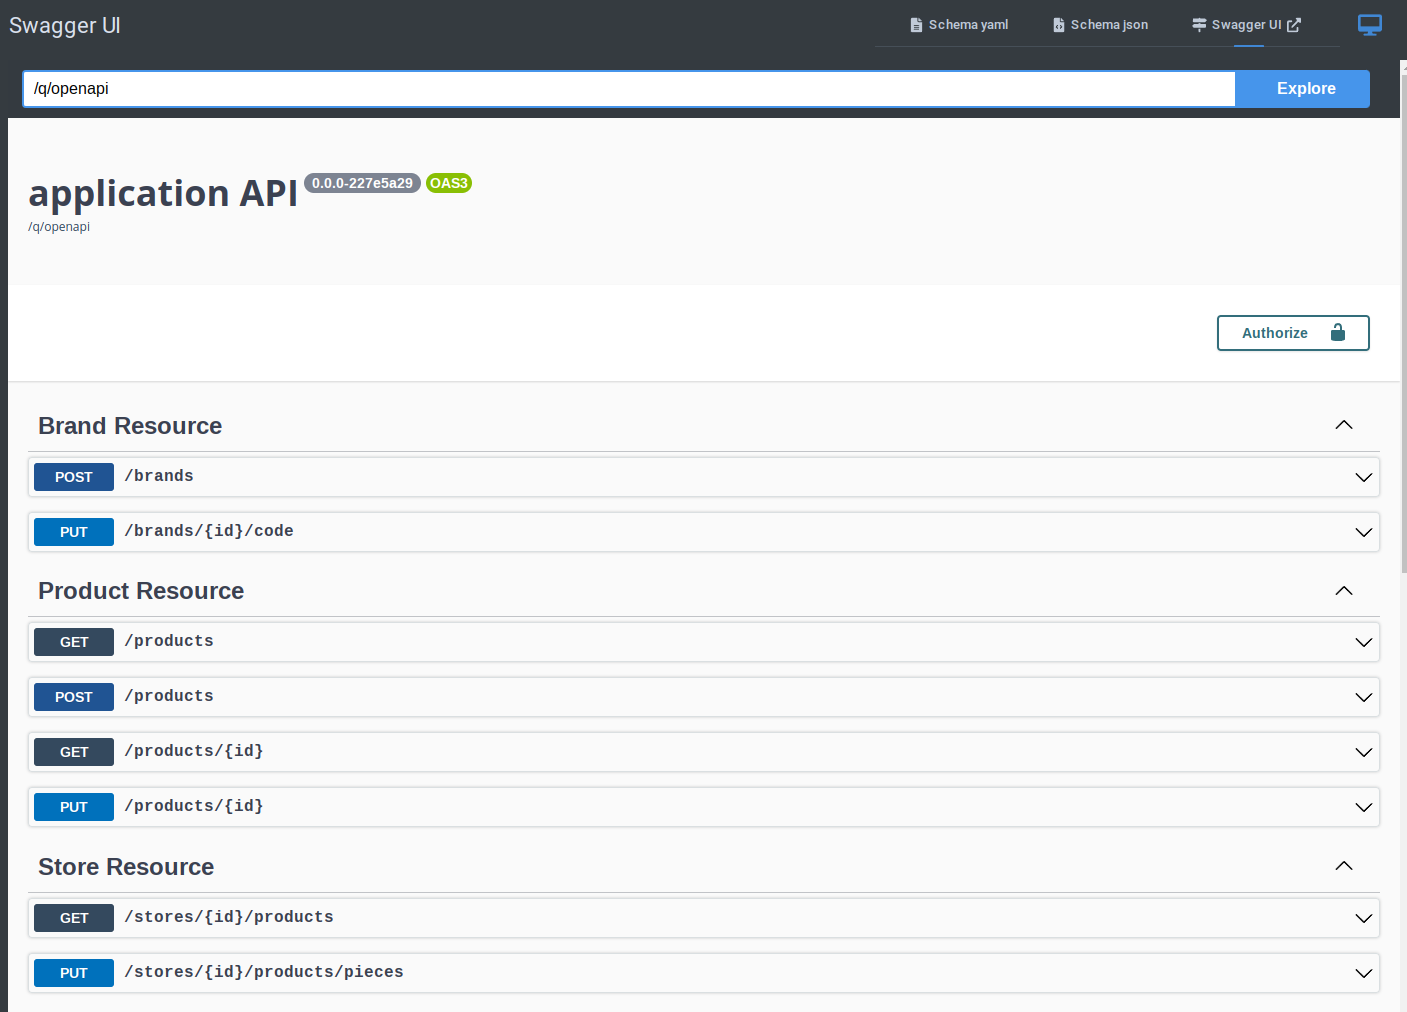 Swagger UI
Schema yaml
Schema json
Swagger UI
/q/openapi
Explore
application API 0.0.0-227e5a29 OAS3
/q/openapi
Authorize
Brand Resource
POST /brands
PUT /brands/{id}/code
Product Resource
GET /products
POST /products
GET /products/{id}
PUT /products/{id}
Store Resource
GET /stores/{id}/products
PUT /stores/{id}/products/pieces